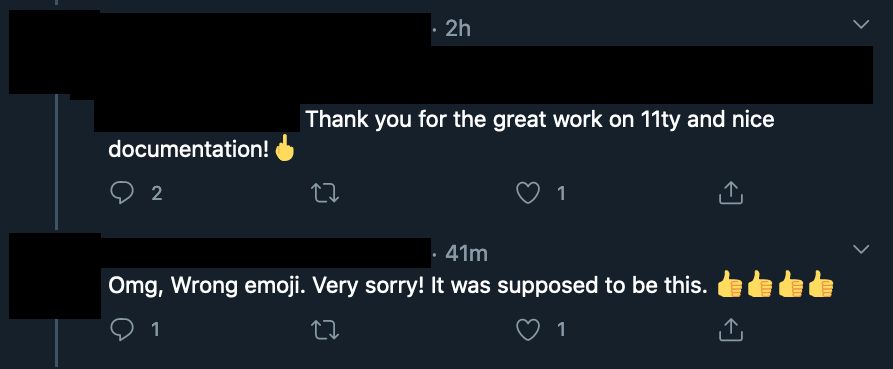 · 2h
Thank you for the great work on 11ty and nice
documentation!🖕
2 1
· 41m
Omg, Wrong emoji. Very sorry! It was supposed to be this. 👍👍👍👍
1 1